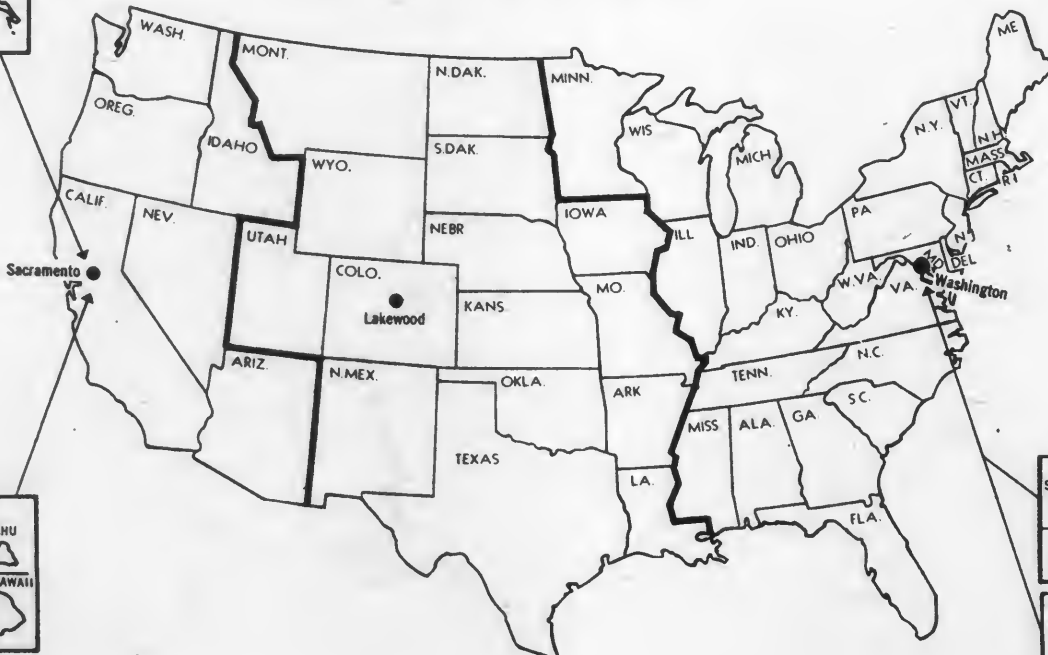 WASH.
MONT.
N.DAK.
MINN.
ME
OREG.
IDAHO
WYO.
S.DAK.
WIS
MICH
N.Y.
VT.
N.H
MASS
CT.
RI
CALIF.
NEV.
UTAH
COLO.
NEBR
IOWA
ILL
IND.
OHIO
PA
N.J
DEL
MD
Sacramento
Lakewood
KANS.
MO.
KY.
W.VA.
VA.
Washington
ARIZ.
N.MEX.
OKLA.
ARK
TENN.
N.C.
S.C.
TEXAS
LA.
MISS
ALA.
GA.
FLA.
HU
AWAII